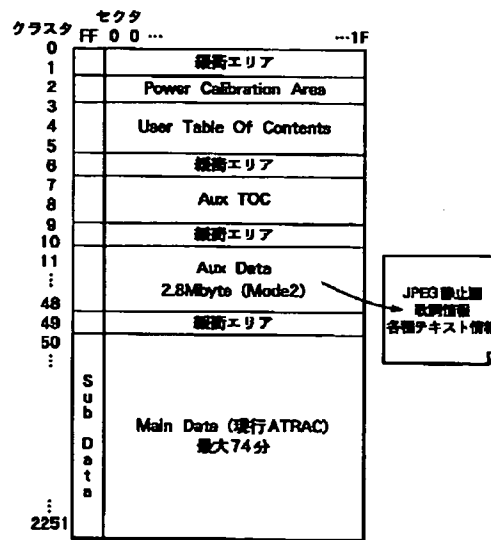 セクタ
クラスタ FF 0 0 … …1F
0
1 緩衝エリア
2 Power Calibration Area
3
4 User Table Of Contents
5
6 緩衝エリア
7
8 Aux TOC
9
10 緩衝エリア
11 Aux Data
⋮ 2.8Mbyte (Mode2)
48
49 緩衝エリア
50
⋮
Sub Data
Main Data (現行ATRAC)
最大74分
⋮
2251
JPEG静止画
歌詞情報
各種テキスト情報